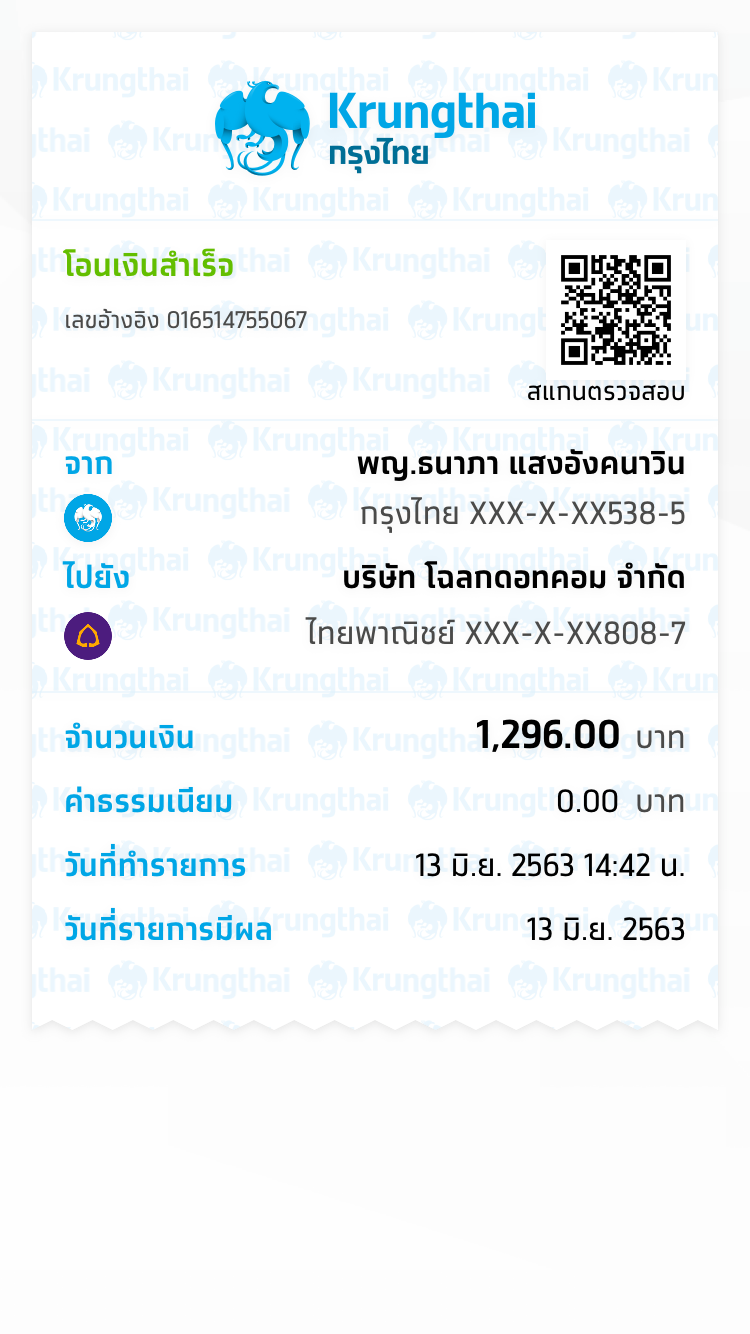 Krungthai
กรุงไทย
โอนเงินสำเร็จ
เลขอ้างอิง 016514755067
สแกนตรวจสอบ
จาก พญ.ธนาภา แสงอังคนาวิน
กรุงไทย XXX-X-XX538-5
ไปยัง บริษัท โฉลกดอทคอม จำกัด
ไทยพาณิชย์ XXX-X-XX808-7
จำนวนเงิน 1,296.00 บาท
ค่าธรรมเนียม 0.00 บาท
วันที่ทำรายการ 13 มิ.ย. 2563 14:42 น.
วันที่รายการมีผล 13 มิ.ย. 2563